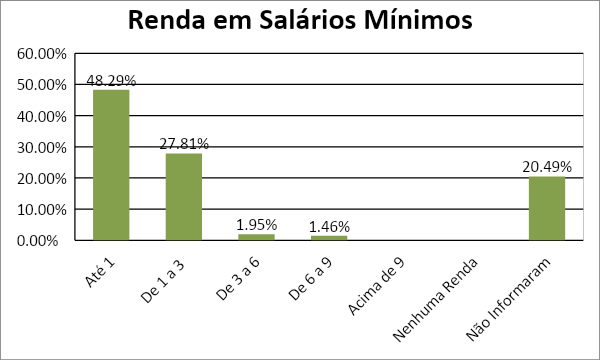 Renda em Salários Mínimos
60.00%
50.00%
40.00%
30.00%
20.00%
10.00%
0.00%
48.29%
27.81%
1.95%
1.46%
20.49%
Até 1
De 1 a 3
De 3 a 6
De 6 a 9
Acima de 9
Nenhuma Renda
Não Informaram